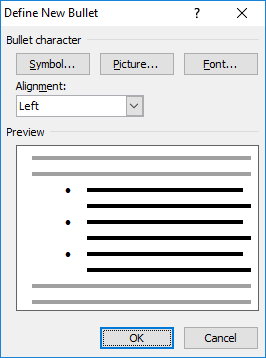 Define New Bullet ?
Bullet character
Symbol... Picture... Font...
Alignment:
Left
Preview
OK Cancel